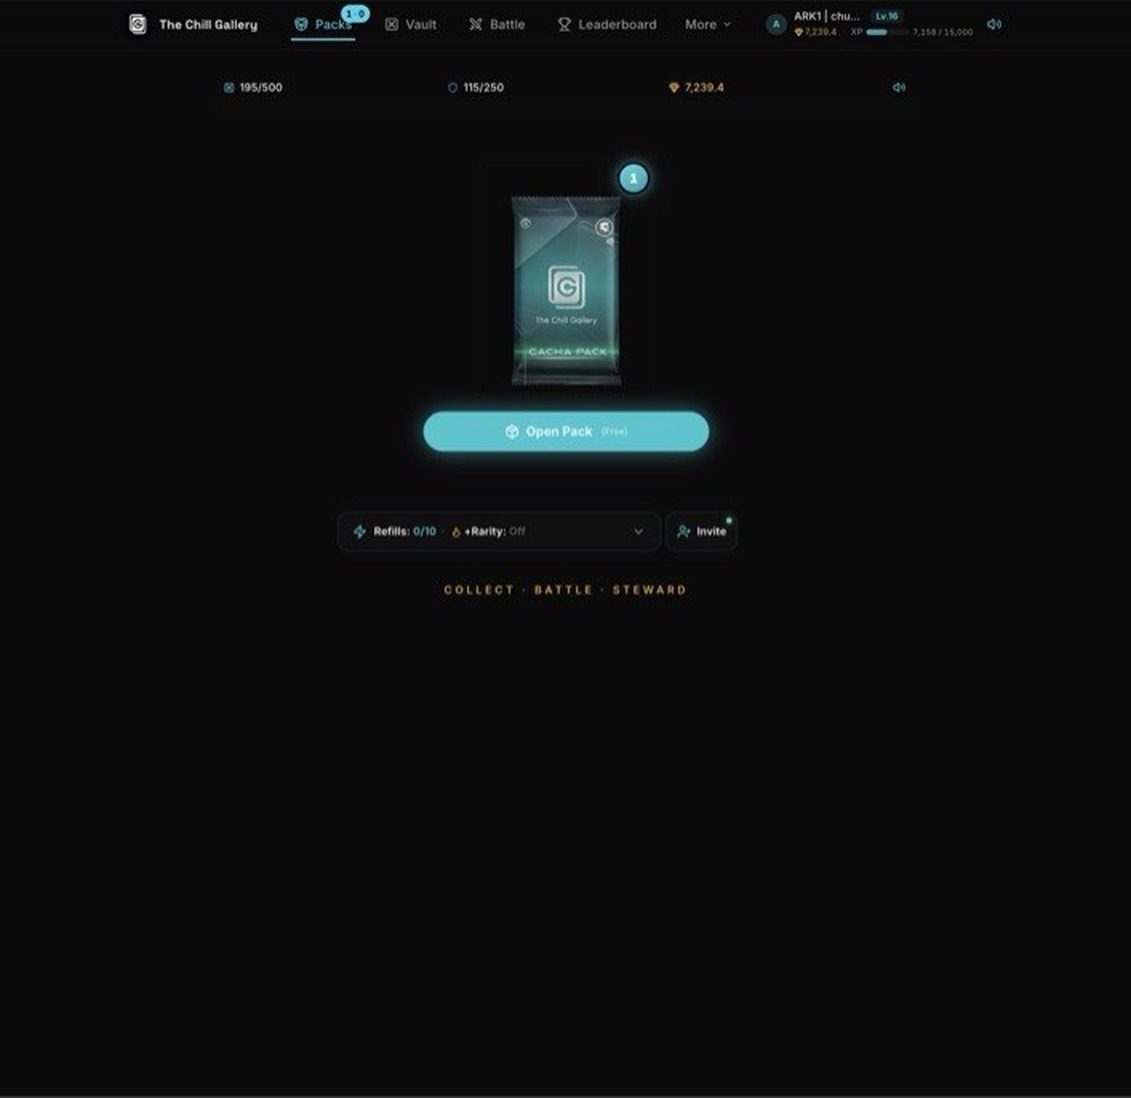 The Chill Gallery
Packs
1 · 0
Vault
Battle
Leaderboard
More
A
ARK1 | chu...
Lv.16
7,239.4 · XP
7,158 / 15,000
195/500
115/250
7,239.4
1
The Chill Gallery
CACHA PACK
Open Pack (Free)
Refills: 0/10 · +Rarity: Off
Invite
COLLECT · BATTLE · STEWARD